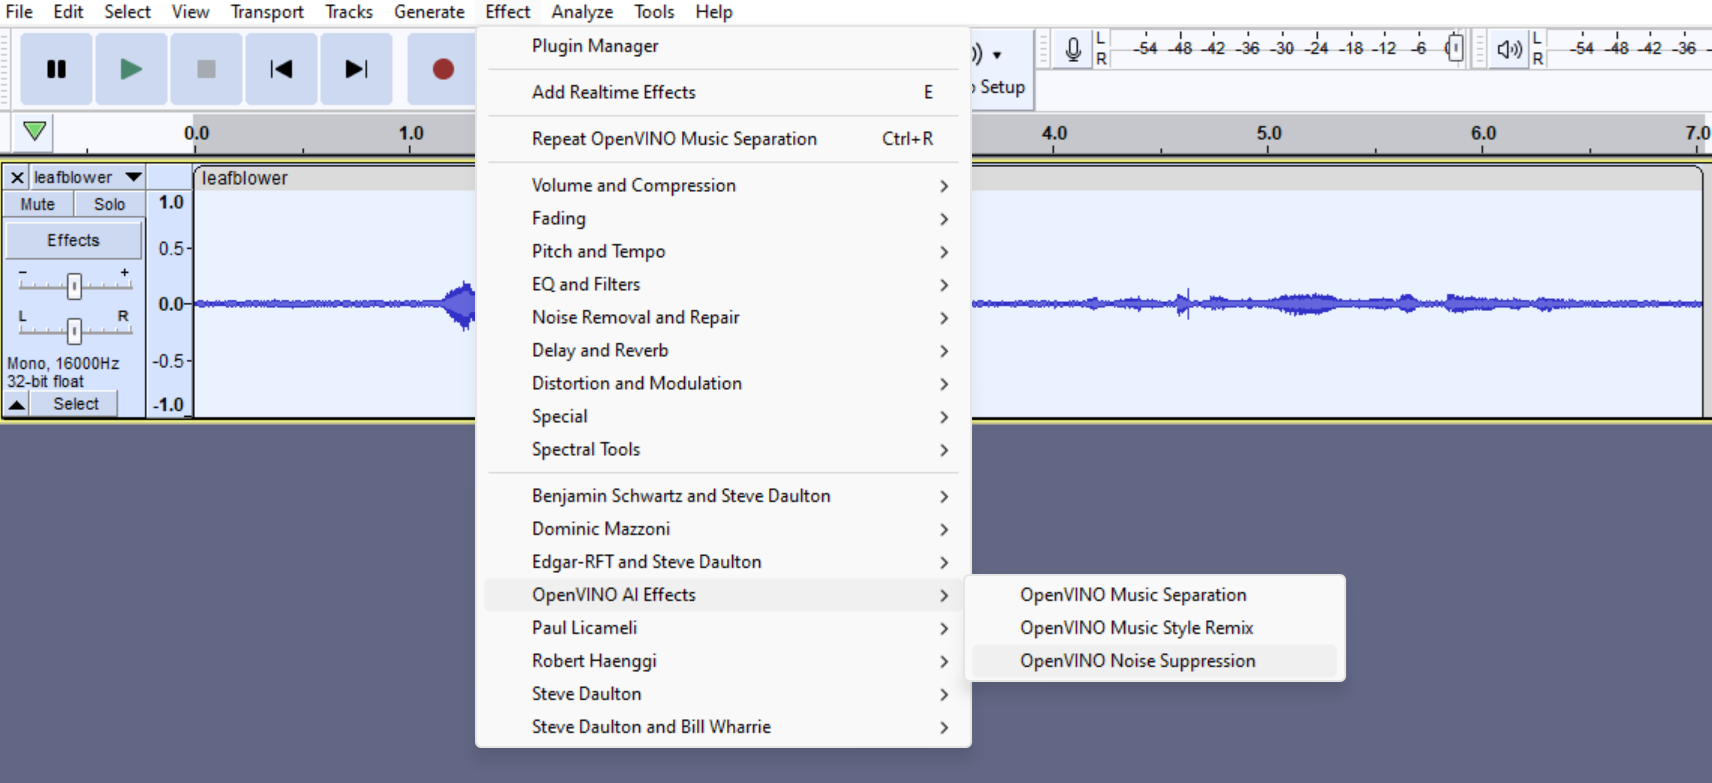 File Edit Select View Transport Tracks Generate Effect Analyze Tools Help
Plugin Manager
Add Realtime Effects E
Repeat OpenVINO Music Separation Ctrl+R
Volume and Compression
Fading
Pitch and Tempo
EQ and Filters
Noise Removal and Repair
Delay and Reverb
Distortion and Modulation
Special
Spectral Tools
Benjamin Schwartz and Steve Daulton
Dominic Mazzoni
Edgar-RFT and Steve Daulton
OpenVINO AI Effects
Paul Licameli
Robert Haenggi
Steve Daulton
Steve Daulton and Bill Wharrie
OpenVINO Music Separation
OpenVINO Music Style Remix
OpenVINO Noise Suppression
Setup
L
R
-54 -48 -42 -36 -30 -24 -18 -12 -6
L
R
-54 -48 -42 -36
0.0 1.0 4.0 5.0 6.0 7.0
leafblower
leafblower
Mute Solo
Effects
- +
L R
Mono, 16000Hz
32-bit float
Select
1.0
0.5
0.0
-0.5
-1.0